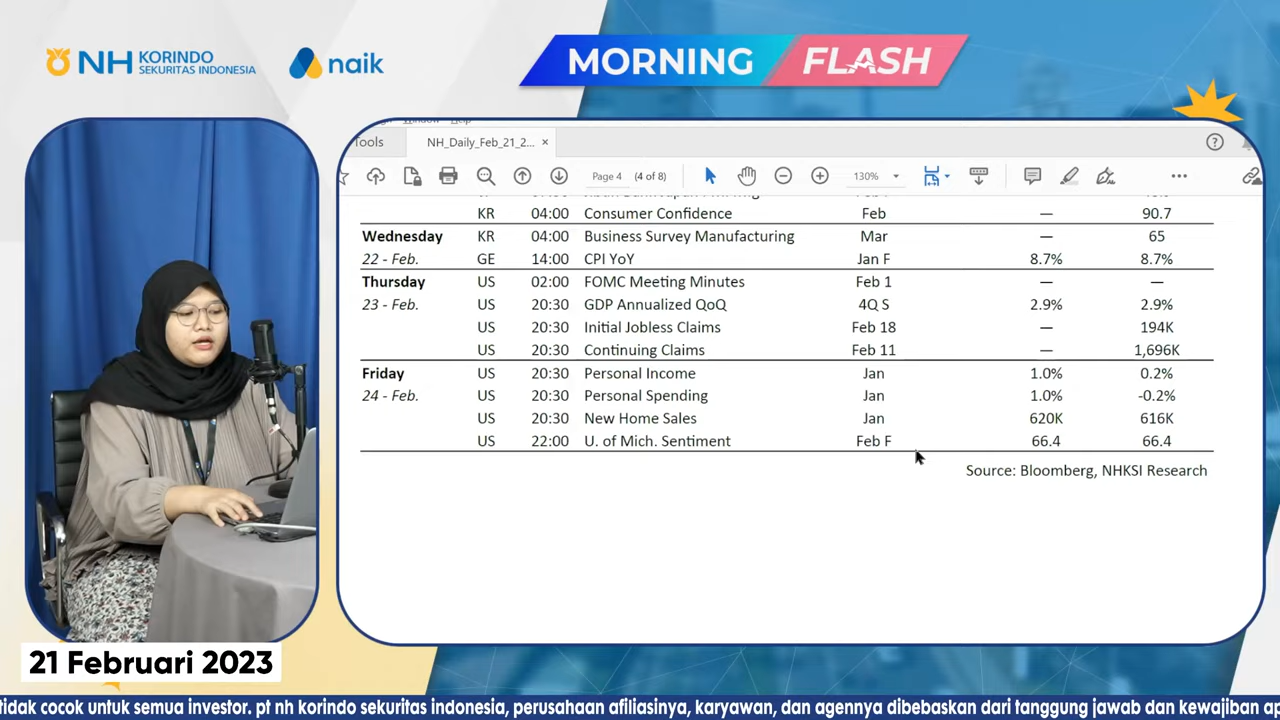 NH KORINDO SEKURITAS INDONESIA naik
MORNING FLASH
Window Help
Tools NH_Daily_Feb_21_2... ×
Page 4 (4 of 8) 130%
KR 04:00 Consumer Confidence Feb — 90.7
Wednesday KR 04:00 Business Survey Manufacturing Mar — 65
22 - Feb. GE 14:00 CPI YoY Jan F 8.7% 8.7%
Thursday US 02:00 FOMC Meeting Minutes Feb 1 — —
23 - Feb. US 20:30 GDP Annualized QoQ 4Q S 2.9% 2.9%
US 20:30 Initial Jobless Claims Feb 18 — 194K
US 20:30 Continuing Claims Feb 11 — 1,696K
Friday US 20:30 Personal Income Jan 1.0% 0.2%
24 - Feb. US 20:30 Personal Spending Jan 1.0% -0.2%
US 20:30 New Home Sales Jan 620K 616K
US 22:00 U. of Mich. Sentiment Feb F 66.4 66.4
Source: Bloomberg, NHKSI Research
21 Februari 2023
tidak cocok untuk semua investor. pt nh korindo sekuritas indonesia, perusahaan afiliasinya, karyawan, dan agennya dibebaskan dari tanggung jawab dan kewajiban ap